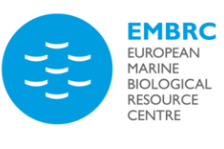 EMBRC
EUROPEAN
MARINE
BIOLOGICAL
RESOURCE
CENTRE